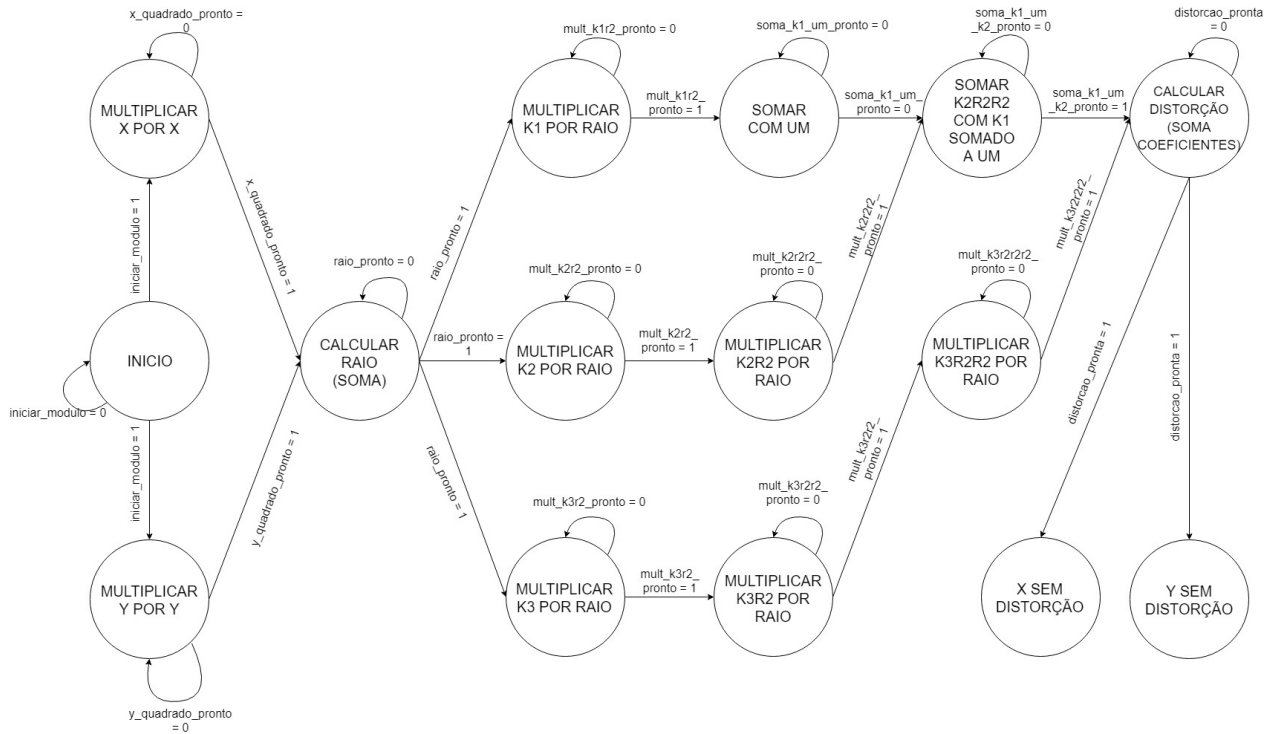 x_quadrado_pronto =
0
mult_k1r2_pronto = 0
soma_k1_um_pronto = 0
soma_k1_um
_k2_pronto = 0
distorcao_pronta
= 0
MULTIPLICAR
X POR X
MULTIPLICAR
K1 POR RAIO
mult_k1r2_
pronto = 1
SOMAR
COM UM
soma_k1_um_
pronto = 0
SOMAR
K2R2R2
COM K1
SOMADO
A UM
soma_k1_um
_k2_pronto = 1
CALCULAR
DISTORÇÃO
(SOMA
COEFICIENTES)
iniciar_modulo = 1
x_quadrado_pronto = 1
raio_pronto = 1
mult_k2r2r2_
pronto = 1
mult_k3r2r2r2_
pronto = 1
raio_pronto = 0
mult_k2r2_pronto = 0
mult_k2r2r2_
pronto = 0
mult_k3r2r2r2_
pronto = 0
INICIO
iniciar_modulo = 0
CALCULAR
RAIO
(SOMA)
raio_pronto =
1
MULTIPLICAR
K2 POR RAIO
mult_k2r2_
pronto = 1
MULTIPLICAR
K2R2 POR
RAIO
MULTIPLICAR
K3R2R2 POR
RAIO
distorcao_pronta = 1
distorcao_pronta = 1
iniciar_modulo = 1
y_quadrado_pronto = 1
raio_pronto = 1
mult_k3r2r2_
pronto = 1
mult_k3r2_pronto = 0
mult_k3r2r2_
pronto = 0
MULTIPLICAR
Y POR Y
MULTIPLICAR
K3 POR RAIO
mult_k3r2_
pronto = 1
MULTIPLICAR
K3R2 POR
RAIO
X SEM
DISTORÇÃO
Y SEM
DISTORÇÃO
y_quadrado_pronto
= 0